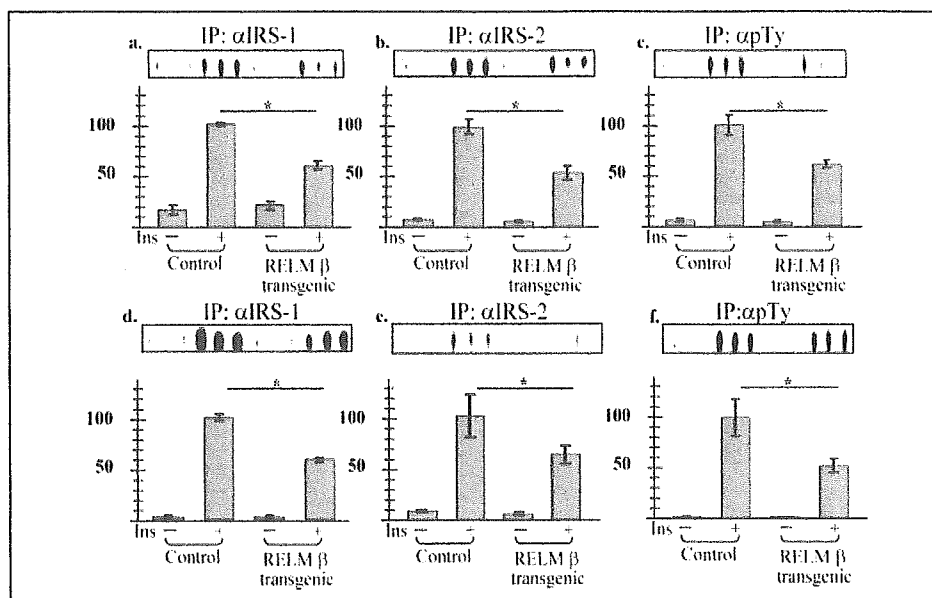 a. IP: αIRS-1
*
100
50
Ins − + − +
Control RELM β transgenic
b. IP: αIRS-2
*
100
50
− + − +
Control RELM β transgenic
c. IP: αpTy
*
100
50
Ins − + − +
Control RELM β transgenic
d. IP: αIRS-1
*
100
50
Ins − + − +
Control RELM β transgenic
e. IP: αIRS-2
*
100
50
Ins − + − +
Control RELM β transgenic
f. IP:αpTy
*
100
50
Ins − + − +
Control RELM β transgenic